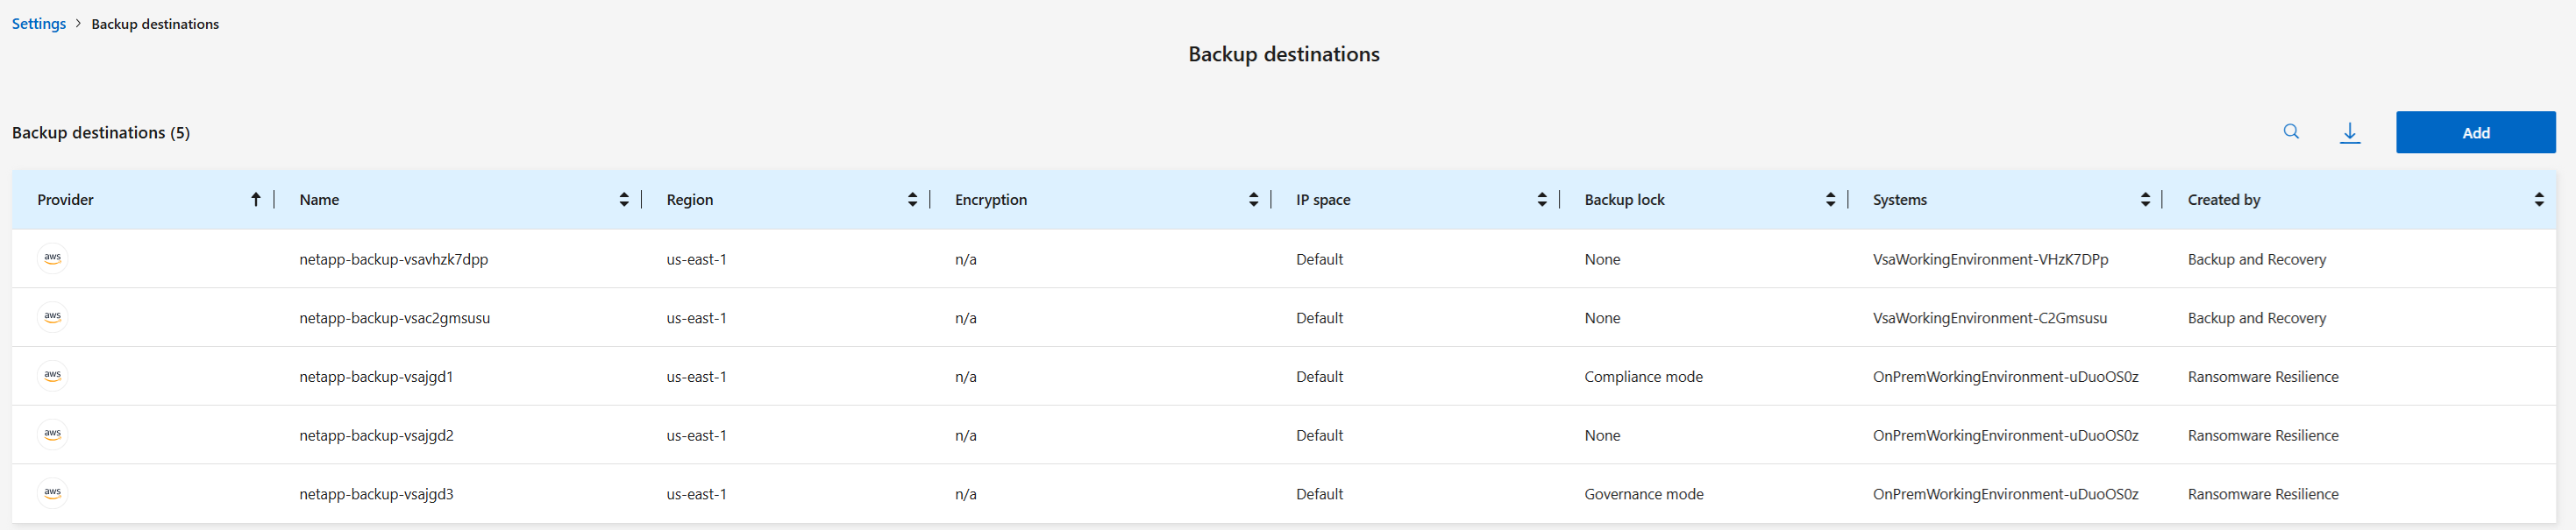 Settings > Backup destinations
Backup destinations
Backup destinations (5)
Add
Provider Name Region Encryption IP space Backup lock Systems Created by
aws netapp-backup-vsavhzk7dpp us-east-1 n/a Default None VsaWorkingEnvironment-VHzK7DPp Backup and Recovery
aws netapp-backup-vsac2gmsusu us-east-1 n/a Default None VsaWorkingEnvironment-C2Gmsusu Backup and Recovery
aws netapp-backup-vsajgd1 us-east-1 n/a Default Compliance mode OnPremWorkingEnvironment-uDuoOS0z Ransomware Resilience
aws netapp-backup-vsajgd2 us-east-1 n/a Default None OnPremWorkingEnvironment-uDuoOS0z Ransomware Resilience
aws netapp-backup-vsajgd3 us-east-1 n/a Default Governance mode OnPremWorkingEnvironment-uDuoOS0z Ransomware Resilience